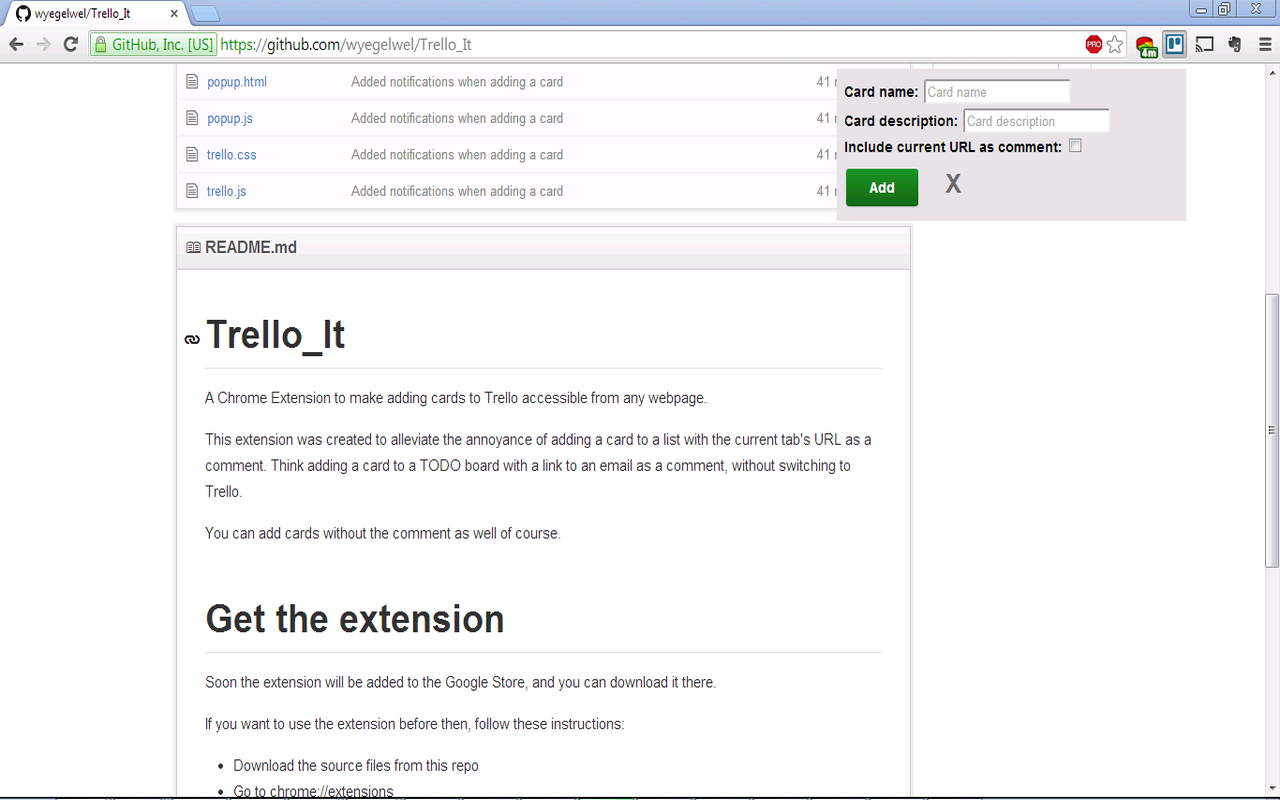 wyegelwel/Trello_It
GitHub, Inc. [US] https://github.com/wyegelwel/Trello_It
PRO
4m
popup.html Added notifications when adding a card 41
popup.js Added notifications when adding a card 41
trello.css Added notifications when adding a card 41
trello.js Added notifications when adding a card 41
Card name: Card name
Card description: Card description
Include current URL as comment:
Add X
README.md
Trello_It
A Chrome Extension to make adding cards to Trello accessible from any webpage.
This extension was created to alleviate the annoyance of adding a card to a list with the current tab's URL as a
comment. Think adding a card to a TODO board with a link to an email as a comment, without switching to
Trello.
You can add cards without the comment as well of course.
Get the extension
Soon the extension will be added to the Google Store, and you can download it there.
If you want to use the extension before then, follow these instructions:
• Download the source files from this repo
• Go to chrome://extensions